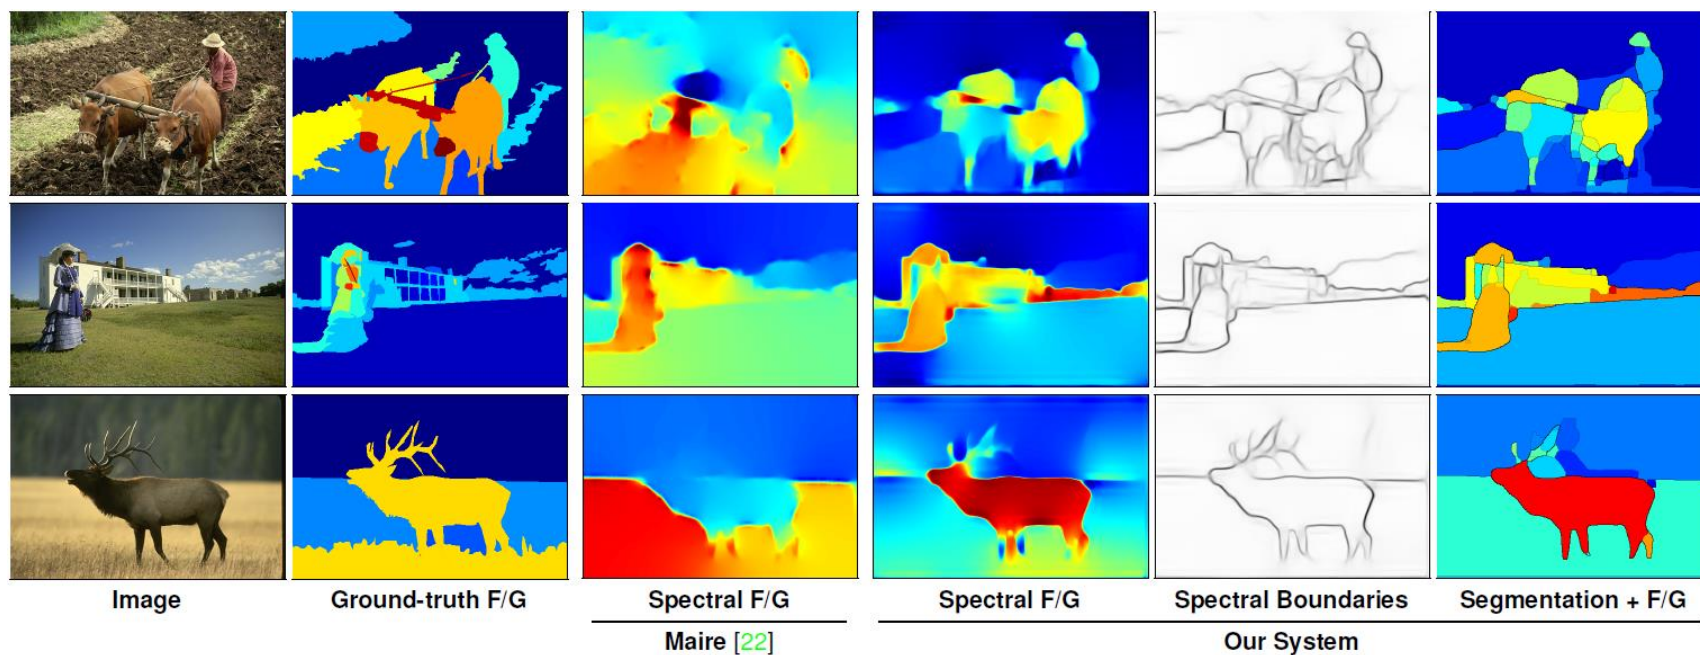 Image Ground-truth F/G Spectral F/G Spectral F/G Spectral Boundaries Segmentation + F/G
Maire [22] Our System